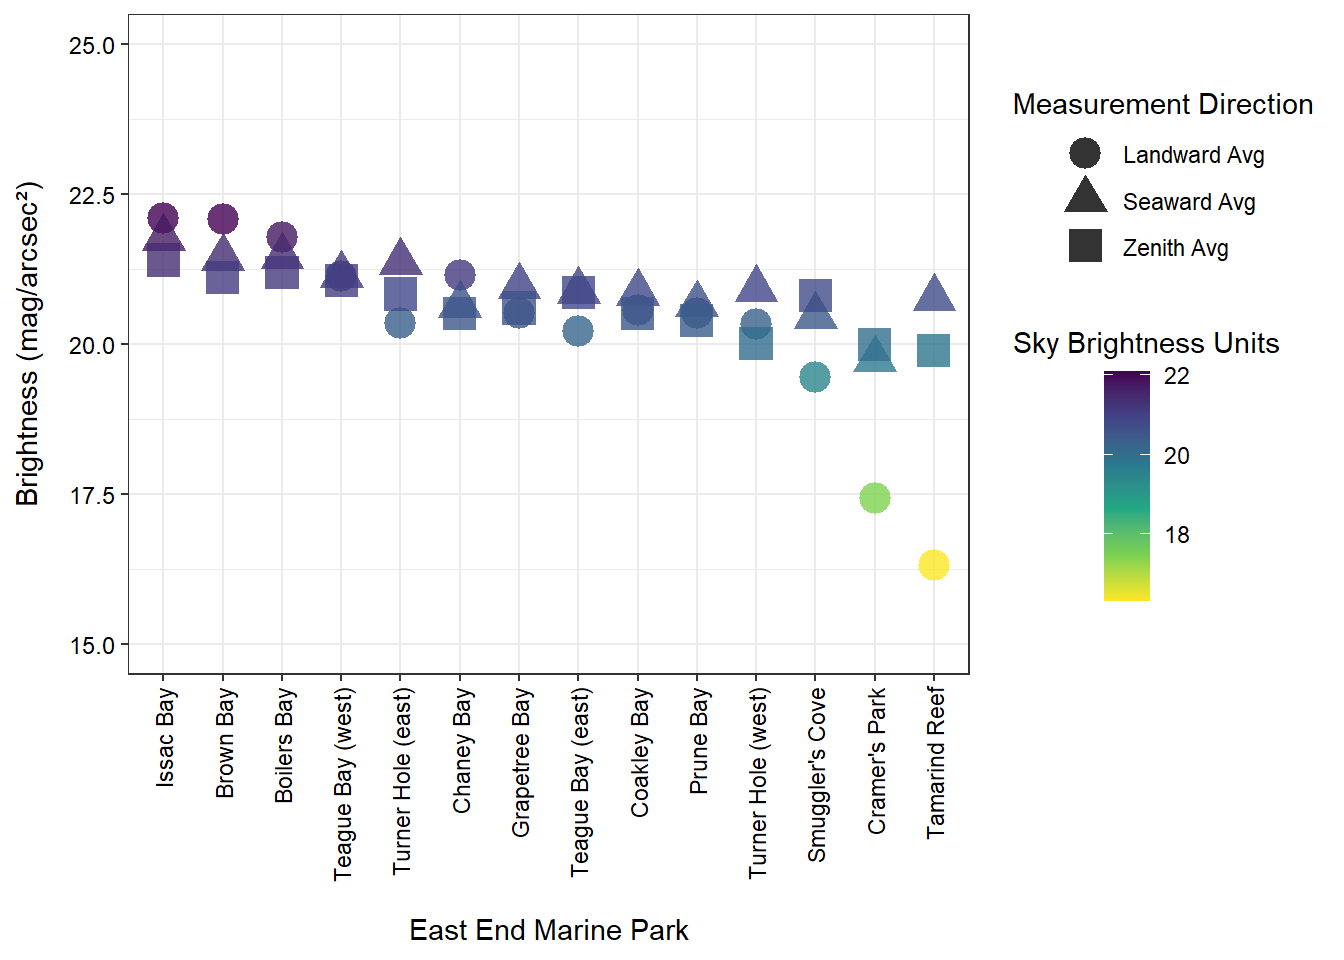 25.0
22.5
20.0
17.5
15.0
Brightness (mag/arcsec²)
Issac Bay
Brown Bay
Boilers Bay
Teague Bay (west)
Turner Hole (east)
Chaney Bay
Grapetree Bay
Teague Bay (east)
Coakley Bay
Prune Bay
Turner Hole (west)
Smuggler's Cove
Cramer's Park
Tamarind Reef
East End Marine Park
Measurement Direction
Landward Avg
Seaward Avg
Zenith Avg
Sky Brightness Units
22
20
18